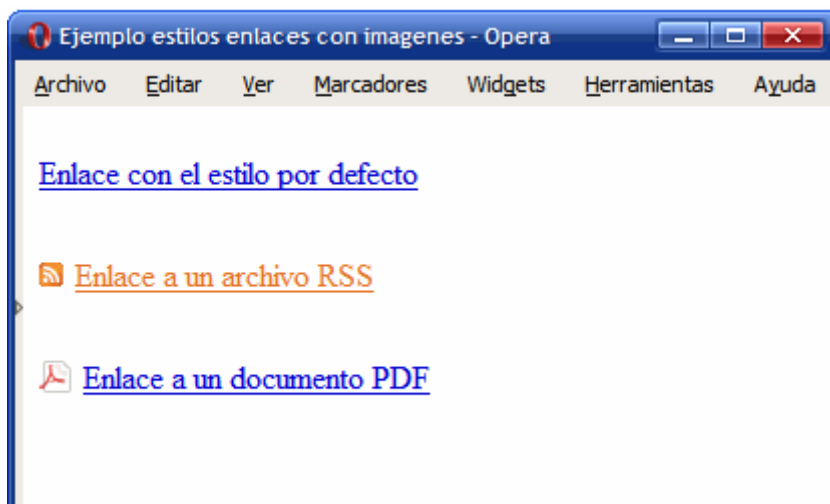 Ejemplo estilos enlaces con imagenes - Opera
Archivo Editar Ver Marcadores Widgets Herramientas Ayuda
Enlace con el estilo por defecto
Enlace a un archivo RSS
Enlace a un documento PDF